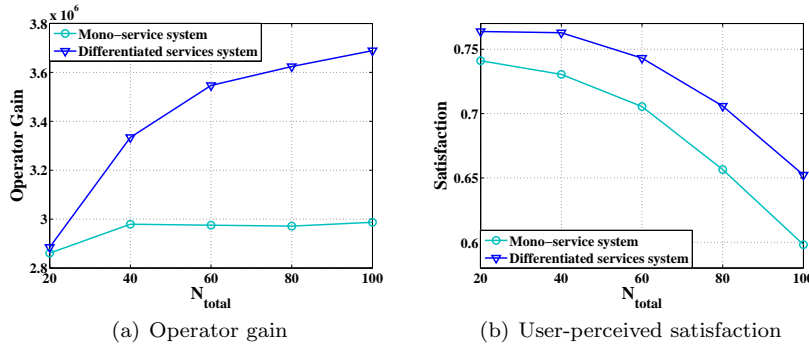 x 10^6
3.8
3.6
3.4
3.2
3
2.8
Operator Gain
Mono−service system
Differentiated services system
20 40 60 80 100
N_total
(a) Operator gain
0.75
0.7
0.65
0.6
Satisfaction
Mono−service system
Differentiated services system
20 40 60 80 100
N_total
(b) User-perceived satisfaction